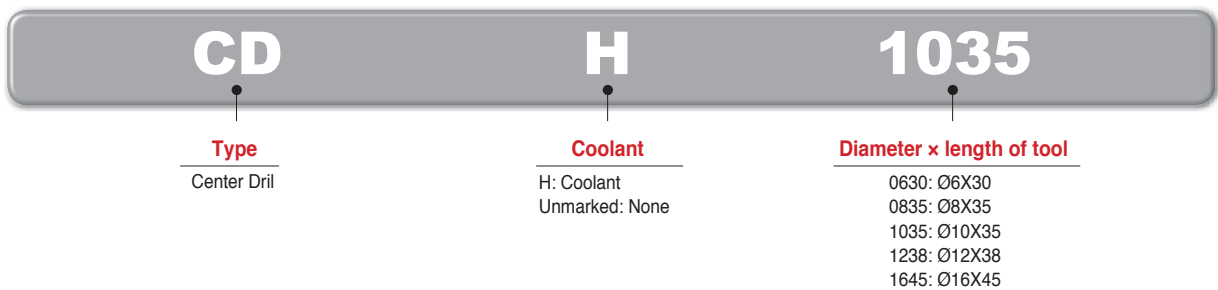 CD H 1035
Type Coolant Diameter × length of tool
Center Dril
H: Coolant
Unmarked: None
0630: Ø6X30
0835: Ø8X35
1035: Ø10X35
1238: Ø12X38
1645: Ø16X45